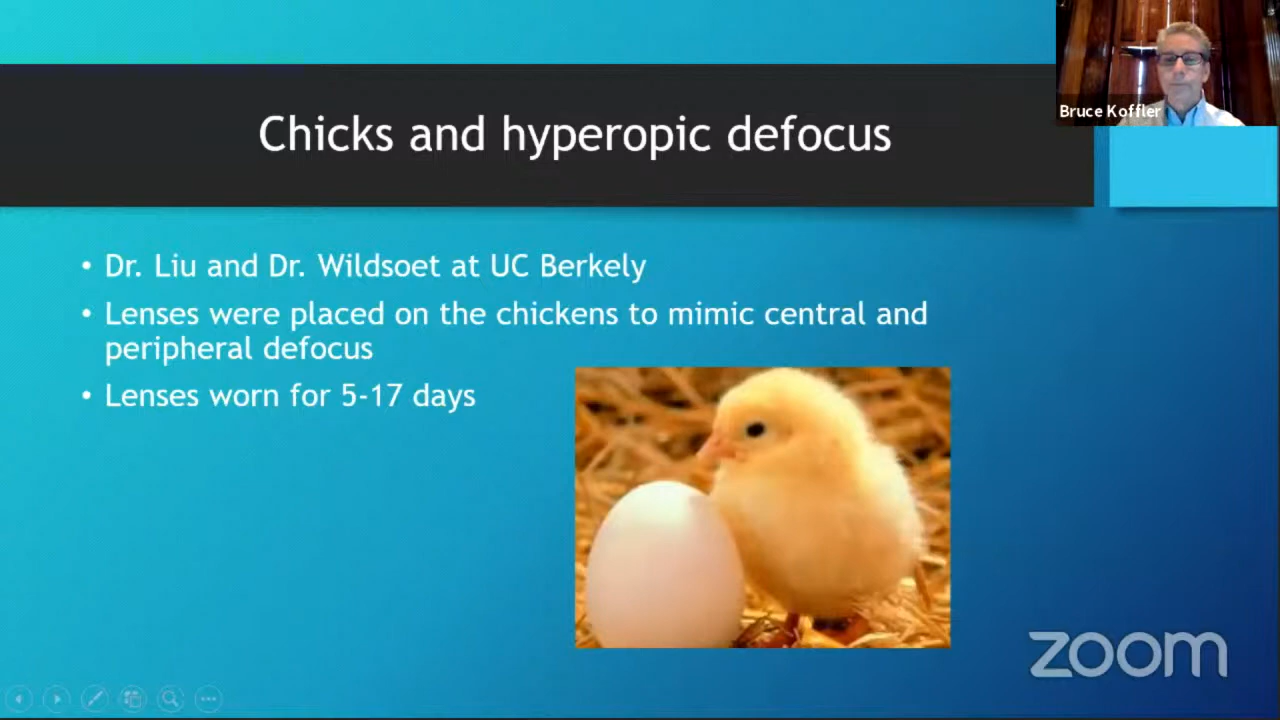 Bruce Koffler
Chicks and hyperopic defocus
• Dr. Liu and Dr. Wildsoet at UC Berkely
• Lenses were placed on the chickens to mimic central and
peripheral defocus
• Lenses worn for 5-17 days
zoom